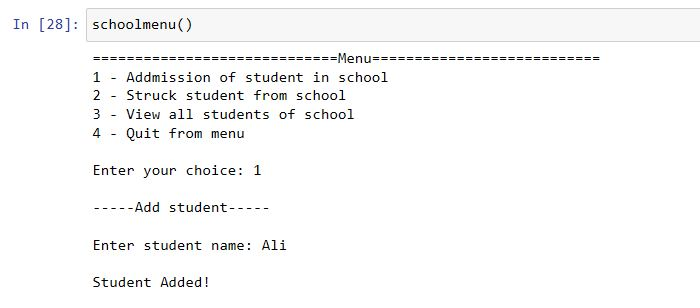 In [28]: schoolmenu()
=============================Menu===========================
1 - Addmission of student in school
2 - Struck student from school
3 - View all students of school
4 - Quit from menu
Enter your choice: 1
-----Add student-----
Enter student name: Ali
Student Added!